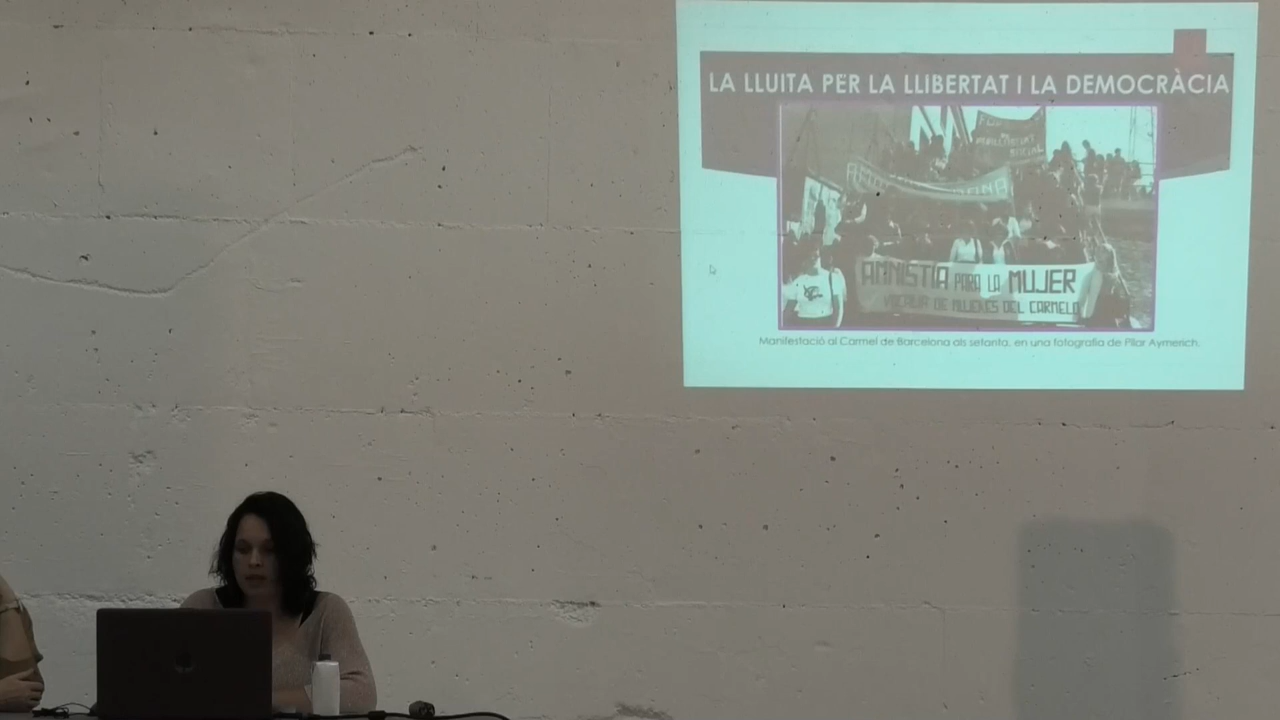 LA LLUITA PER LA LLIBERTAT I LA DEMOCRÀCIA
SOCIAL
AMNISTIA PARA LA MUJER
VOCALIA DE MUJERES DEL CARMELO
Manifestació al Carmel de Barcelona als setanta, en una fotografia de Pilar Aymerich.